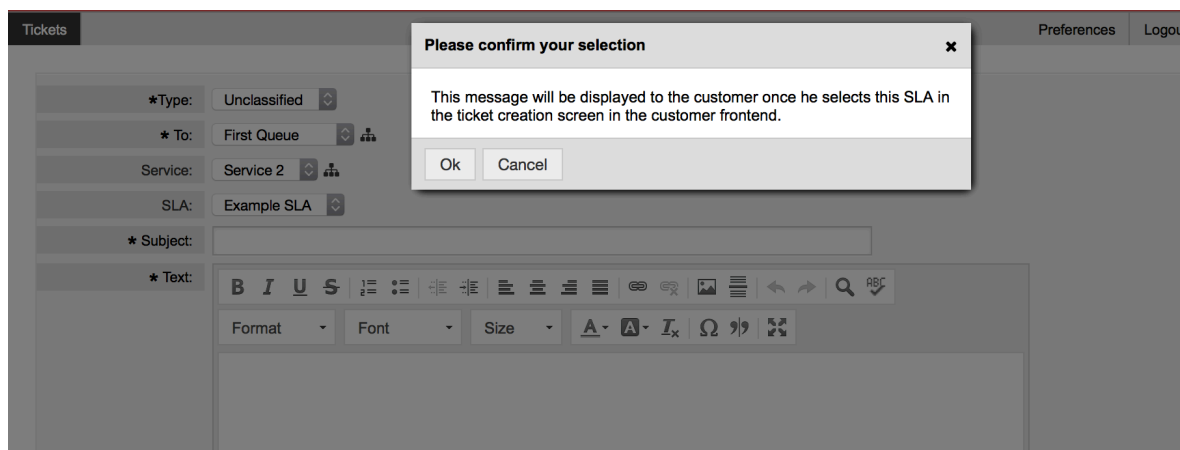 Tickets
Preferences
Logou
Please confirm your selection
This message will be displayed to the customer once he selects this SLA in
the ticket creation screen in the customer frontend.
Ok
Cancel
*Type: Unclassified
* To: First Queue
Service: Service 2
SLA: Example SLA
* Subject:
* Text:
B I U S ABC
Format Font Size A A Ix Ω